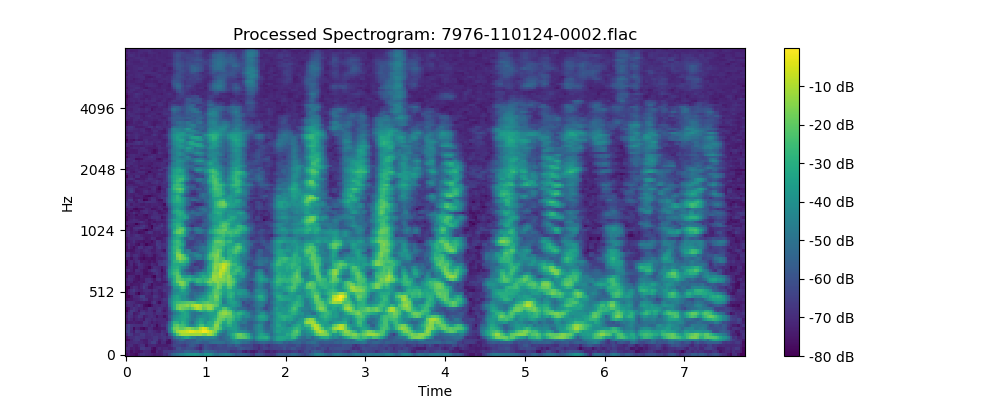 Processed Spectrogram: 7976-110124-0002.flac
Hz
4096
2048
1024
512
0
0 1 2 3 4 5 6 7
Time
-10 dB
-20 dB
-30 dB
-40 dB
-50 dB
-60 dB
-70 dB
-80 dB